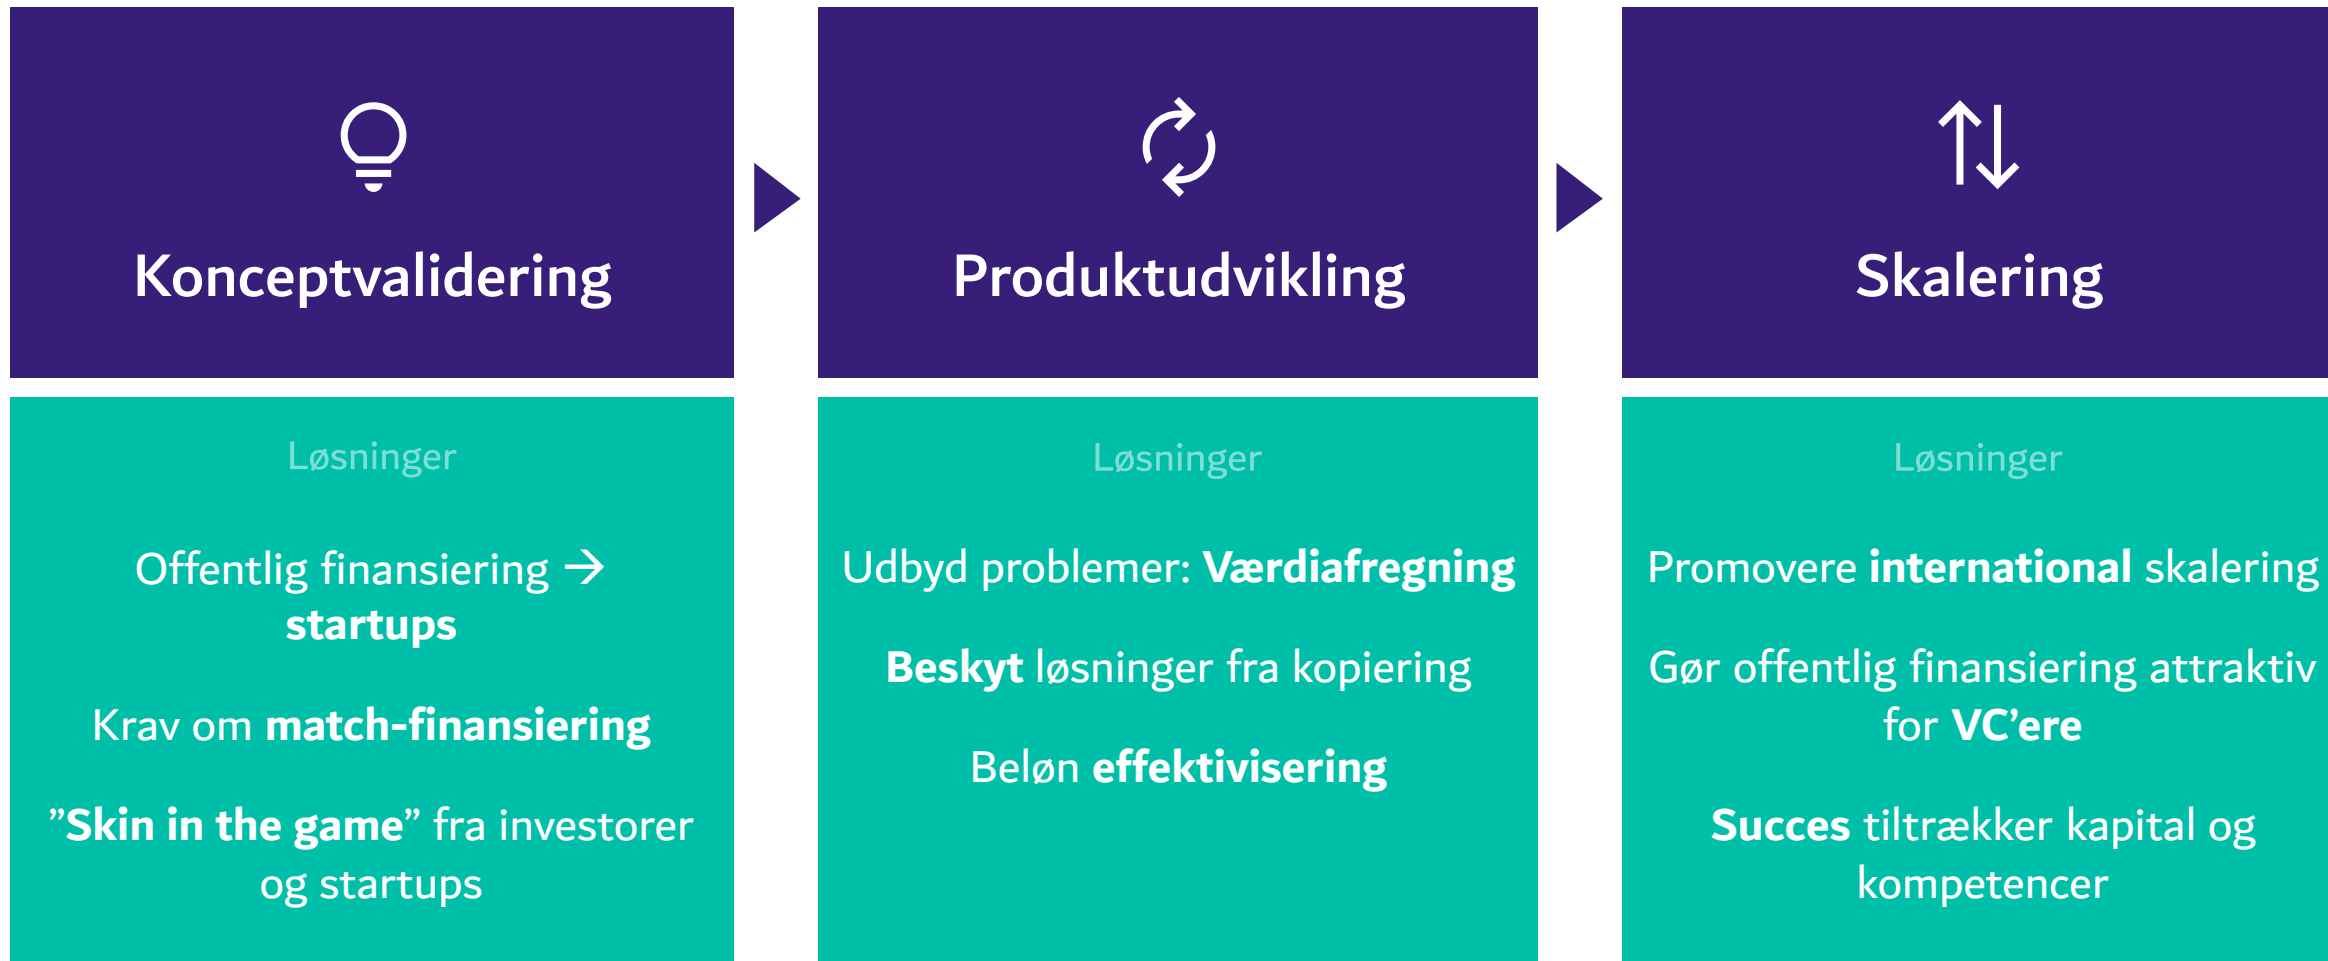 Konceptvalidering
Løsninger
Offentlig finansiering →
startups
Krav om match-finansiering
”Skin in the game” fra investorer
og startups
Produktudvikling
Løsninger
Udbyd problemer: Værdiafregning
Beskyt løsninger fra kopiering
Beløn effektivisering
Skalering
Løsninger
Promovere international skalering
Gør offentlig finansiering attraktiv
for VC’ere
Succes tiltrækker kapital og
kompetencer